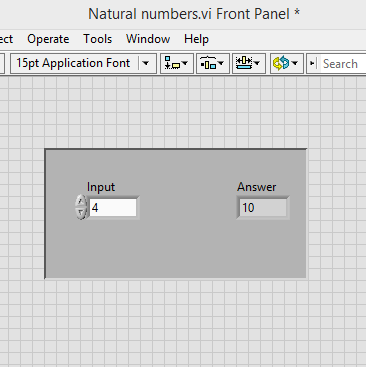 Natural numbers.vi Front Panel *
ect Operate Tools Window Help
15pt Application Font Search
Input Answer
4 10